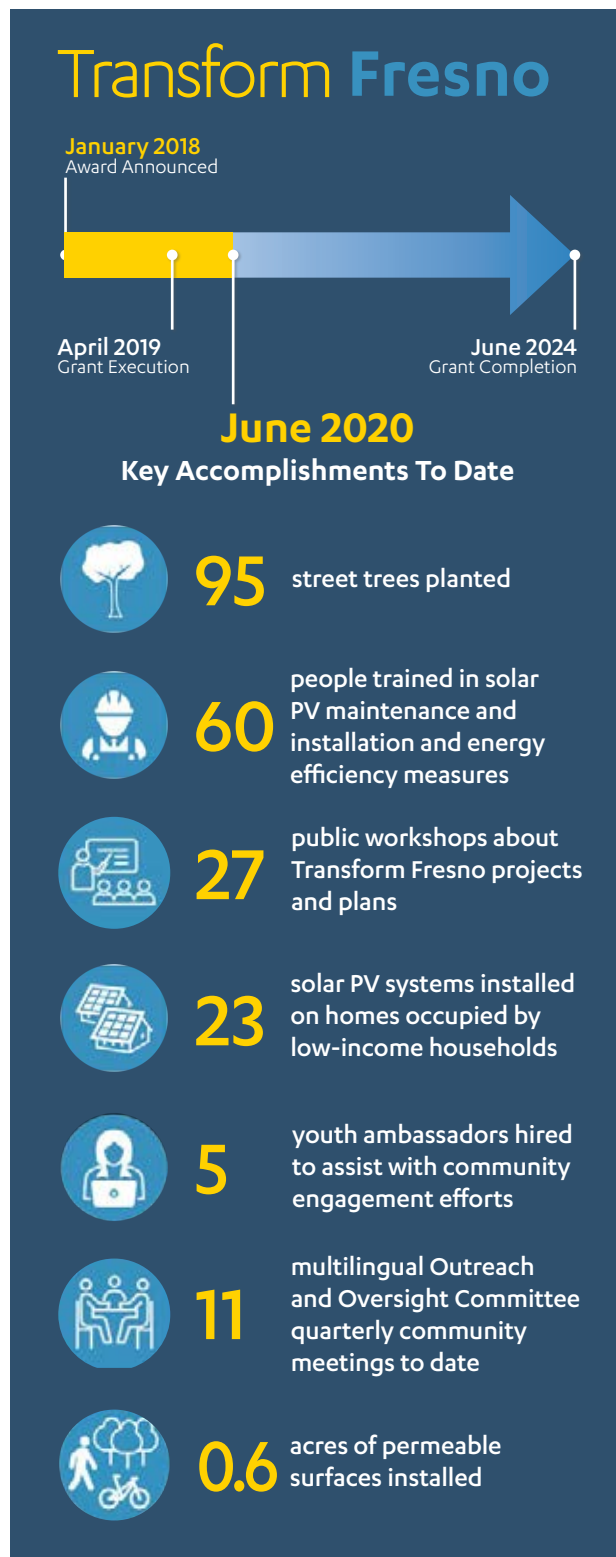 Transform Fresno
January 2018
Award Announced
April 2019
Grant Execution
June 2024
Grant Completion
June 2020
Key Accomplishments To Date
95
street trees planted
60
people trained in solar
PV maintenance and
installation and energy
efficiency measures
27
public workshops about
Transform Fresno projects
and plans
23
solar PV systems installed
on homes occupied by
low-income households
5
youth ambassadors hired
to assist with community
engagement efforts
11
multilingual Outreach
and Oversight Committee
quarterly community
meetings to date
0.6
acres of permeable
surfaces installed